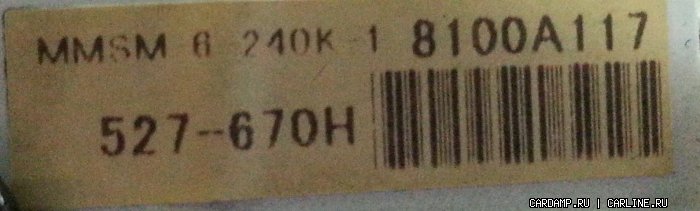 MMSM 6 240K-1 8100A117
527-670H
CARDAMP.RU | CARLINE.RU